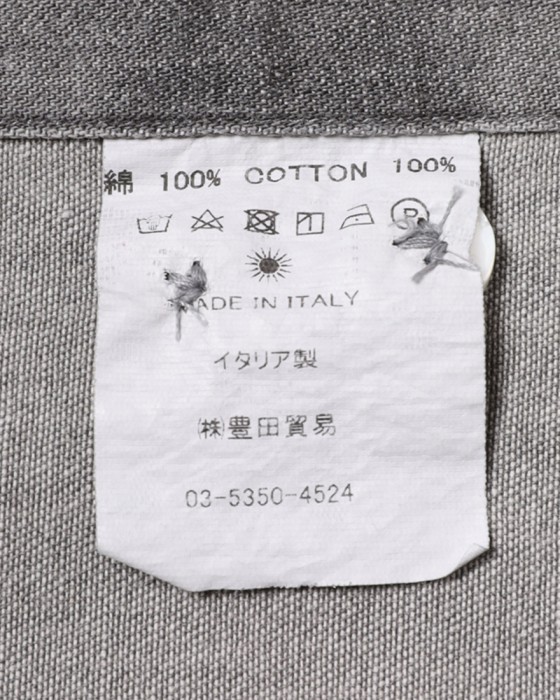 綿 100% COTTON 100%
P
MADE IN ITALY
イタリア製
㈱豊田貿易
03-5350-4524